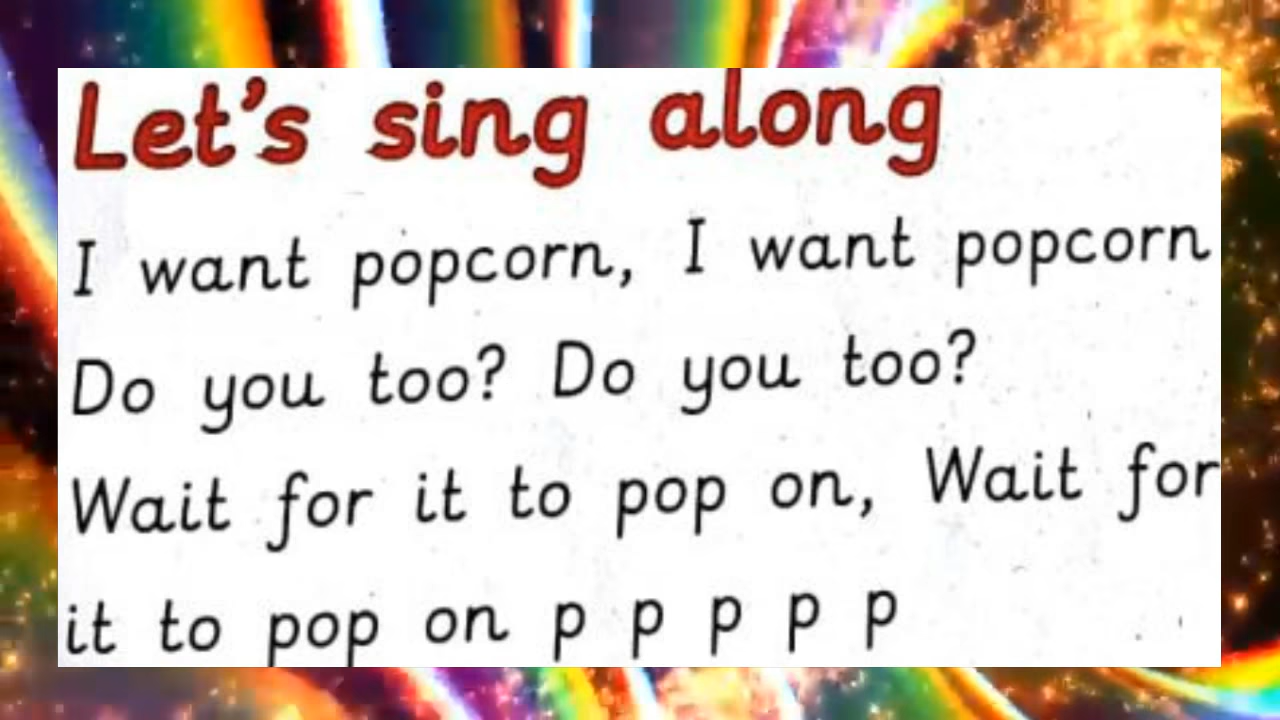 Let's sing along
I want popcorn, I want popcorn
Do you too? Do you too?
Wait for it to pop on, Wait for
it to pop on p p p p p